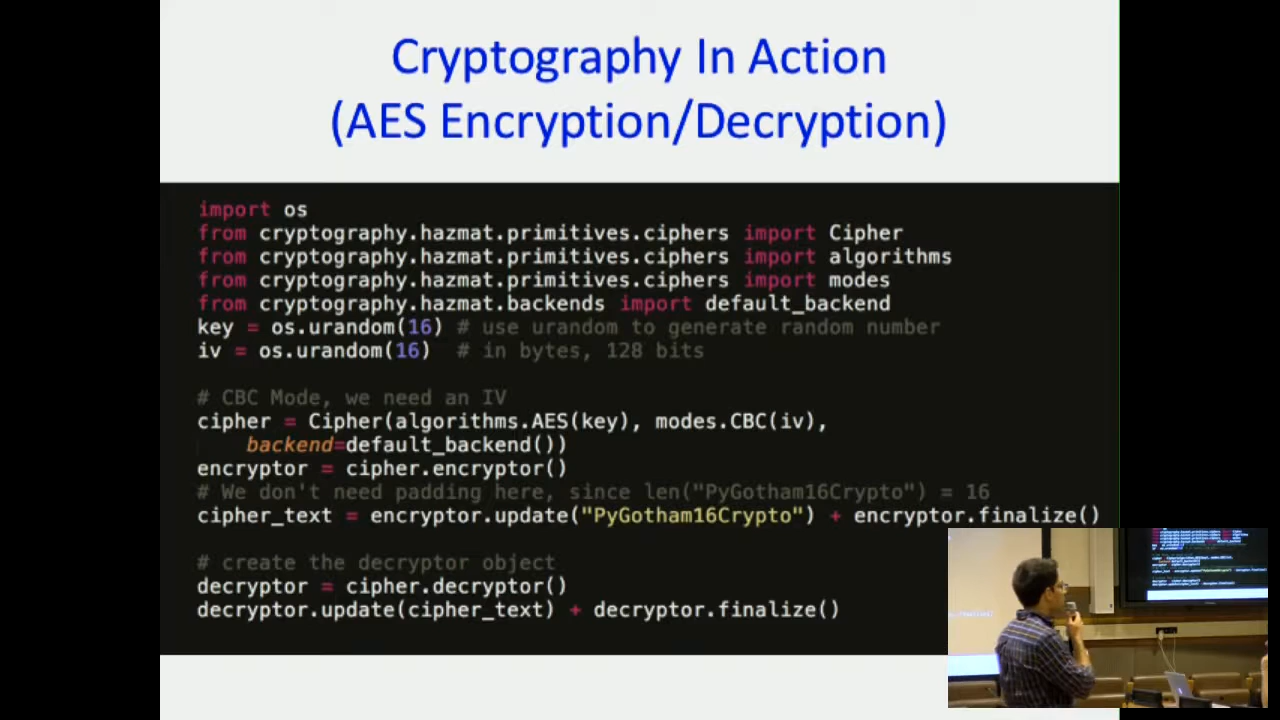 Cryptography In Action
(AES Encryption/Decryption)
import os
from cryptography.hazmat.primitives.ciphers import Cipher
from cryptography.hazmat.primitives.ciphers import algorithms
from cryptography.hazmat.primitives.ciphers import modes
from cryptography.hazmat.backends import default_backend
key = os.urandom(16) # use urandom to generate random number
iv = os.urandom(16)  # in bytes, 128 bits
# CBC Mode, we need an IV
cipher = Cipher(algorithms.AES(key), modes.CBC(iv),
    backend=default_backend())
encryptor = cipher.encryptor()
# We don't need padding here, since len("PyGotham16Crypto") = 16
cipher_text = encryptor.update("PyGotham16Crypto") + encryptor.finalize()
# create the decryptor object
decryptor = cipher.decryptor()
decryptor.update(cipher_text) + decryptor.finalize()